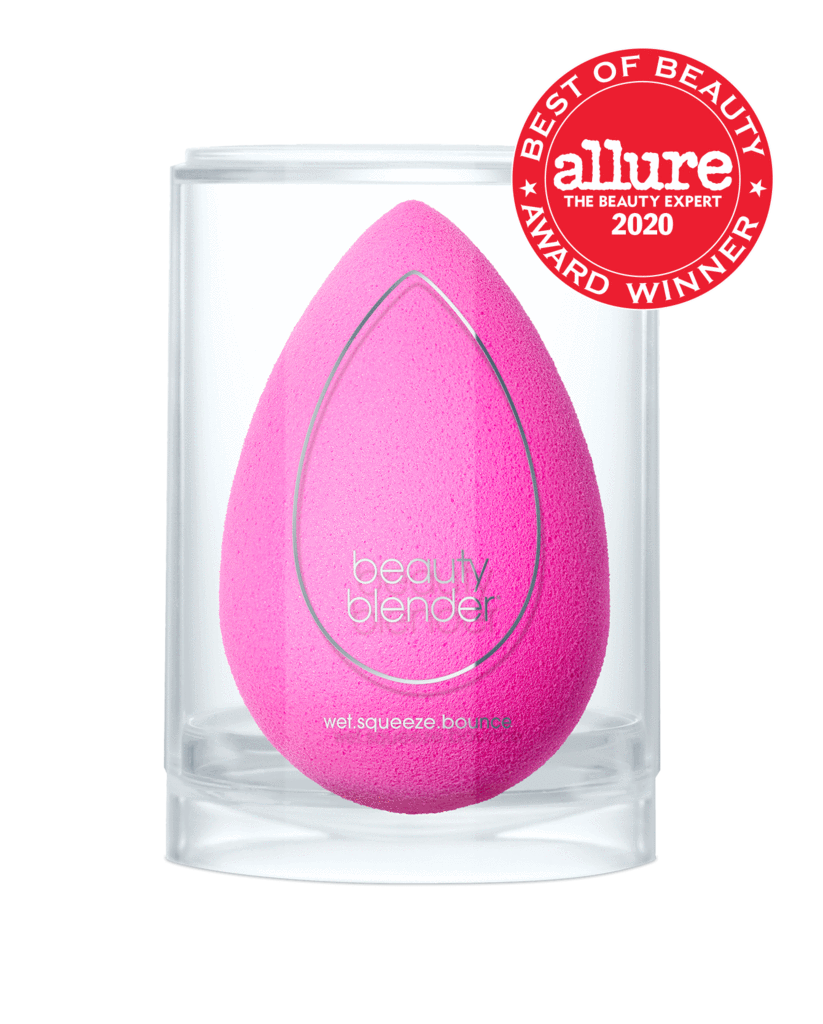 BEST OF BEAUTY
allure
THE BEAUTY EXPERT
2020
AWARD WINNER
beauty
blender
wet.squeeze.bounce